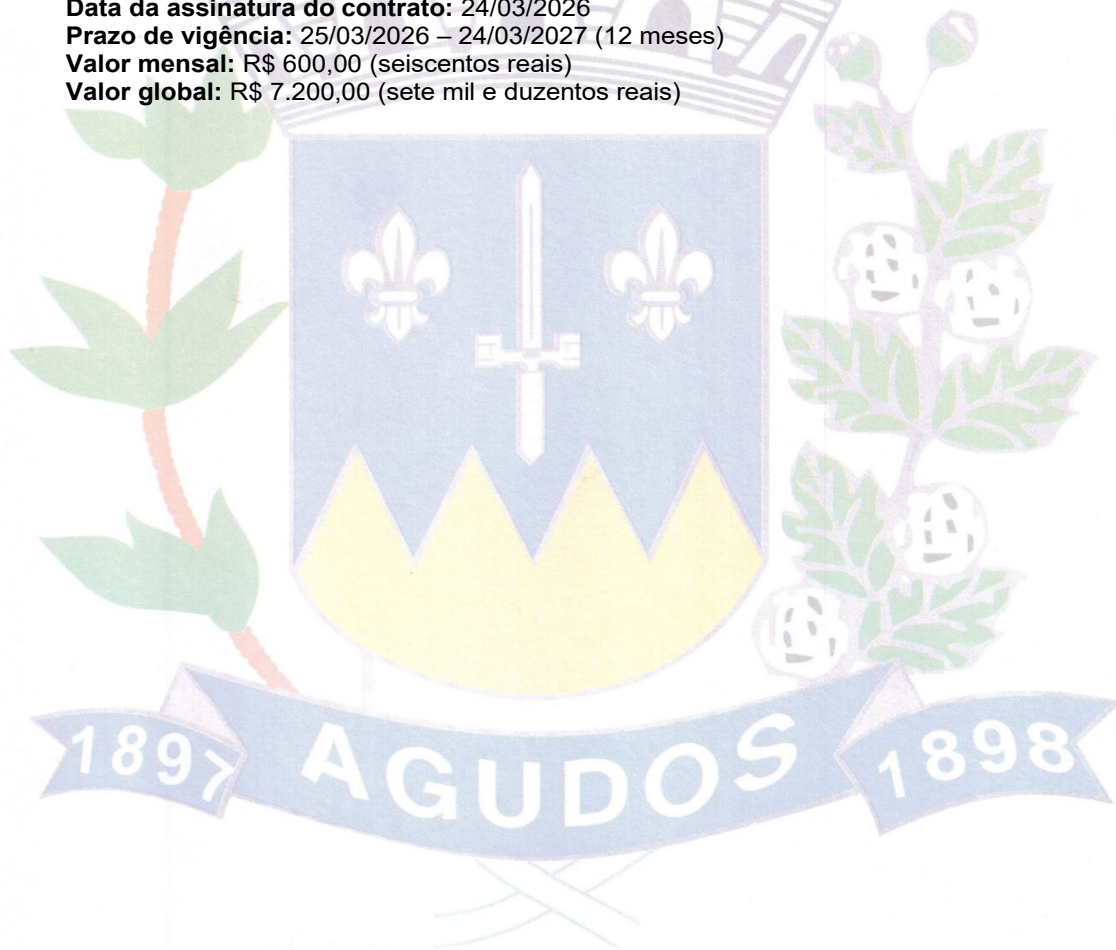 Data da assinatura do contrato: 24/03/2026
Prazo de vigência: 25/03/2026 – 24/03/2027 (12 meses)
Valor mensal: R$ 600,00 (seiscentos reais)
Valor global: R$ 7.200,00 (sete mil e duzentos reais)
1897 AGUDOS 1898